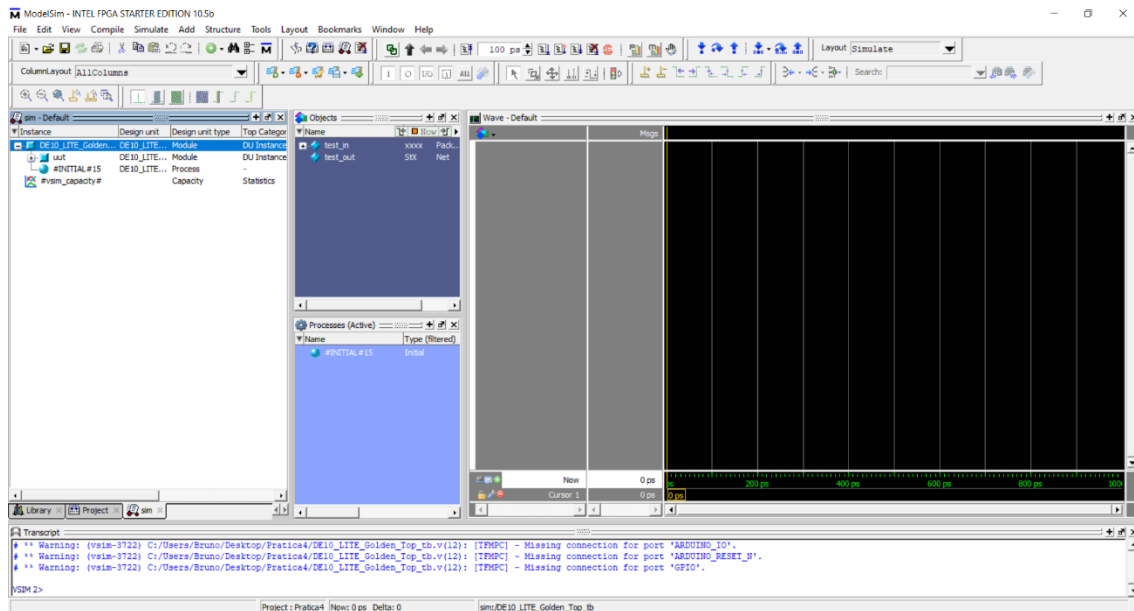 ModelSim - INTEL FPGA STARTER EDITION 10.5b
File Edit View Compile Simulate Add Structure Tools Layout Bookmarks Window Help
100 ps
Layout Simulate
ColumnLayout AllColumns
Search:
sim - Default
Instance Design unit Design unit type Top Categor
DE10_LITE_Golden... DE10_LITE... Module DU Instance
uut DE10_LITE... Module DU Instance
#INITIAL#15 DE10_LITE... Process -
#vsim_capacity# Capacity Statistics
Library Project sim
Objects
Name Now
test_in xxxx Pack...
test_out StX Net
Processes (Active)
Name Type (filtered)
#INITIAL#15 Initial
Wave - Default
Msgs
Now 0 ps
Cursor 1 0 ps
200 ps 400 ps 600 ps 800 ps 100
0 ps
Transcript
# ** Warning: (vsim-3722) C:/Users/Bruno/Desktop/Pratica4/DE10_LITE_Golden_Top_tb.v(12): [TFMPC] - Missing connection for port 'ARDUINO_IO'.
# ** Warning: (vsim-3722) C:/Users/Bruno/Desktop/Pratica4/DE10_LITE_Golden_Top_tb.v(12): [TFMPC] - Missing connection for port 'ARDUINO_RESET_N'.
# ** Warning: (vsim-3722) C:/Users/Bruno/Desktop/Pratica4/DE10_LITE_Golden_Top_tb.v(12): [TFMPC] - Missing connection for port 'GPIO'.
VSIM 2>
Project : Pratica4 Now: 0 ps Delta: 0 sim:/DE10_LITE_Golden_Top_tb